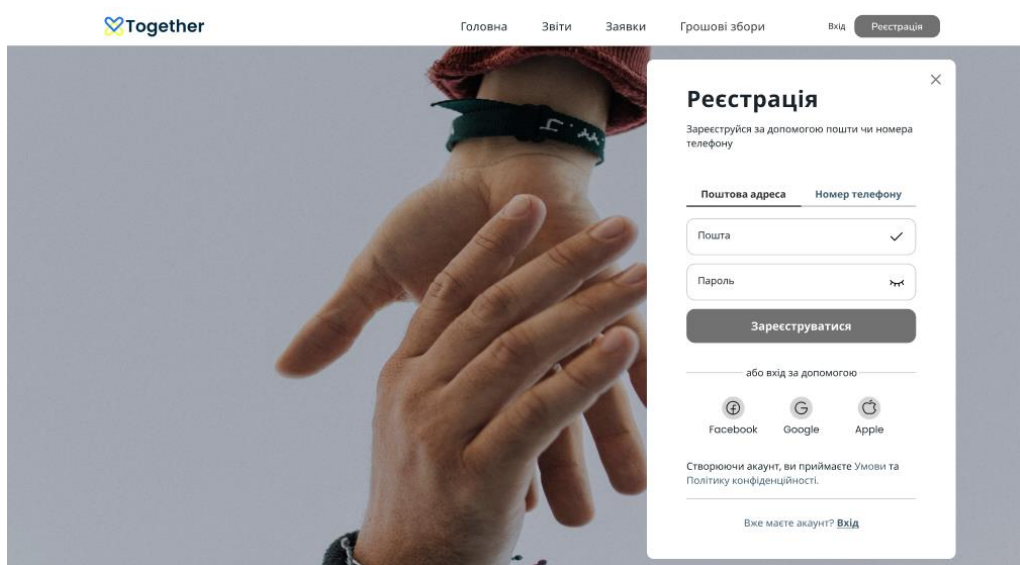 Together
Головна Звіти Заявки Грошові збори Вхід Реєстрація
Реєстрація
Зареєструйся за допомогою пошти чи номера
телефону
Поштова адреса Номер телефону
Пошта
Пароль
Зареєструватися
або вхід за допомогою
Facebook Google Apple
Створюючи акаунт, ви приймаєте Умови та
Політику конфіденційності.
Вже маєте акаунт? Вхід